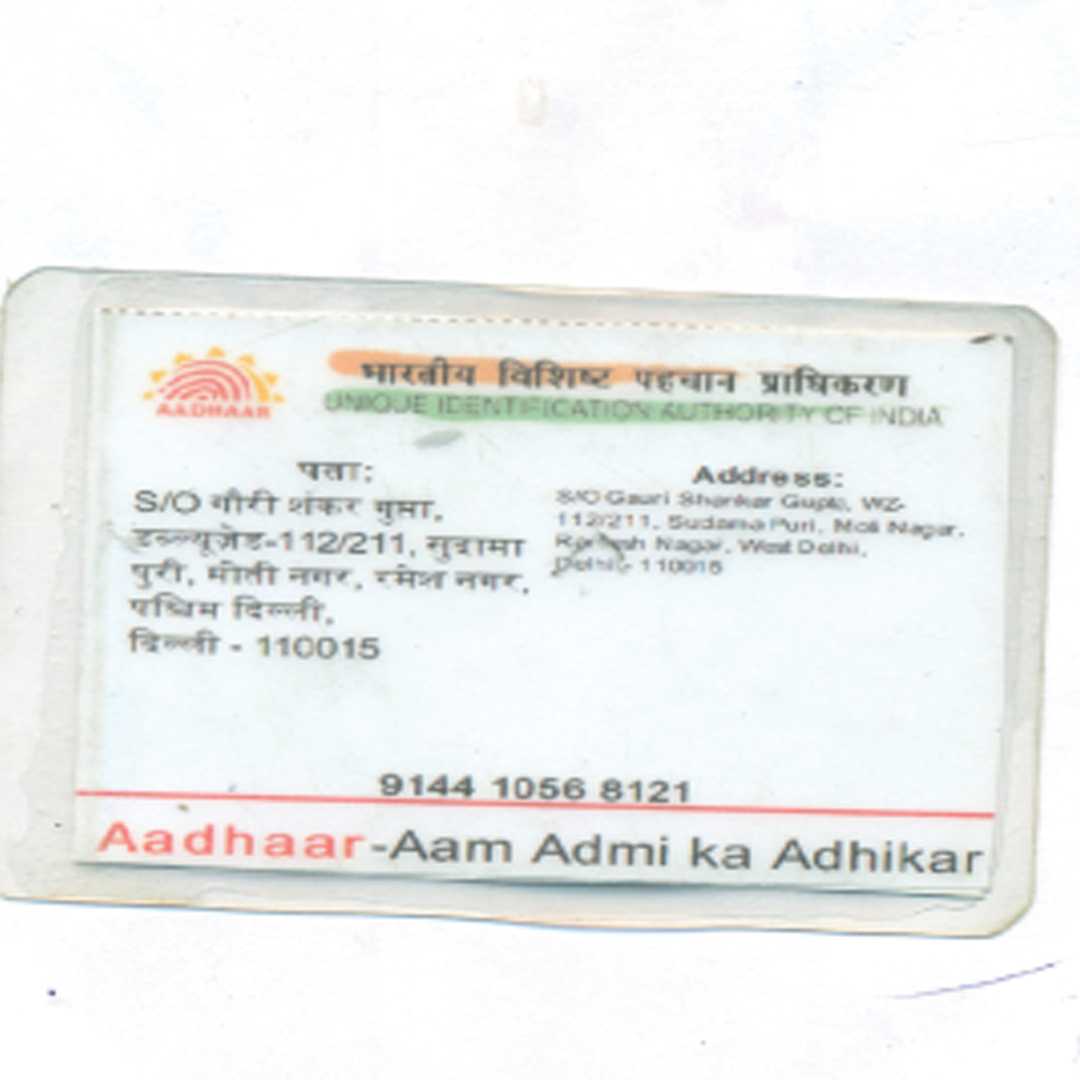 भारतीय विशिष्ट पहचान प्राधिकरण
AADHAAR
UNIQUE IDENTIFICATION AUTHORITY OF INDIA
पता:
S/O गौरी शंकर गुप्ता,
डब्ल्यूजेड-112/211, सुदामा
पुरी, मोती नगर, रमेश नगर,
पश्चिम दिल्ली,
दिल्ली - 110015
Address:
S/O Gauri Shankar Gupta, WZ-
112/211, Sudama Puri, Moti Nagar,
Ramesh Nagar, West Delhi,
Delhi - 110015
9144 1056 8121
Aadhaar-Aam Admi ka Adhikar